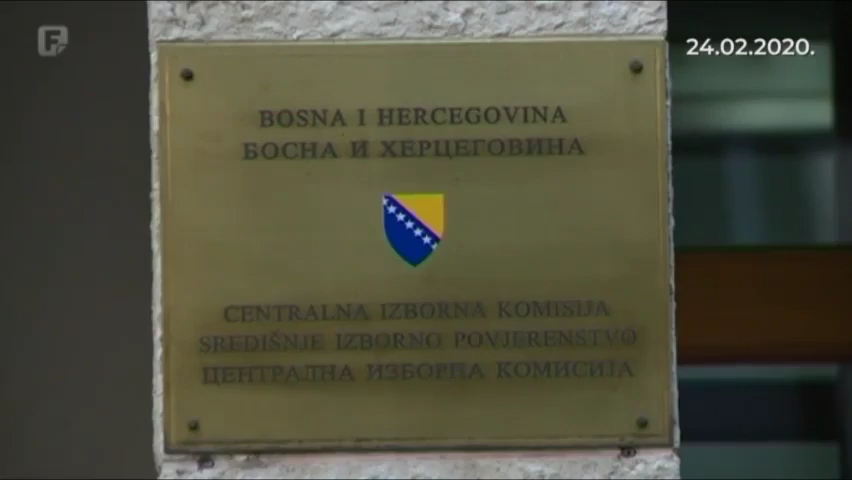 F
24.02.2020.
BOSNA I HERCEGOVINA
БОСНА И ХЕРЦЕГОВИНА
CENTRALNA IZBORNA KOMISIJA
SREDIŠNJE IZBORNO POVJERENSTVO
ЦЕНТРАЛНА ИЗБОРНА КОМИСИЈА